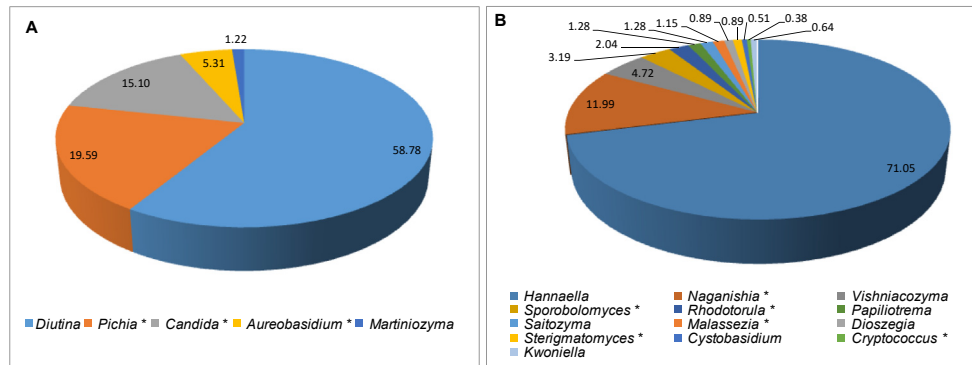 A
1.22
5.31
15.10
19.59
58.78
Diutina Pichia * Candida * Aureobasidium * Martiniozyma
B
1.28 1.28 1.15 0.89 0.89 0.51 0.38
2.04 0.64
3.19
4.72
11.99
71.05
Hannaella Naganishia * Vishniacozyma
Sporobolomyces * Rhodotorula * Papiliotrema
Saitozyma Malassezia * Dioszegia
Sterigmatomyces * Cystobasidium Cryptococcus *
Kwoniella